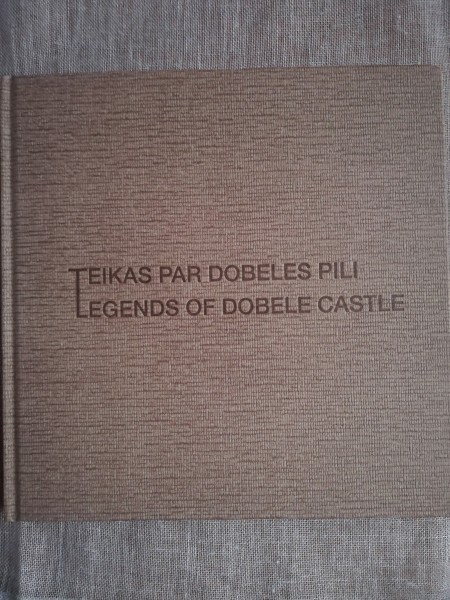 TEIKAS PAR DOBELES PILI
LEGENDS OF DOBELE CASTLE